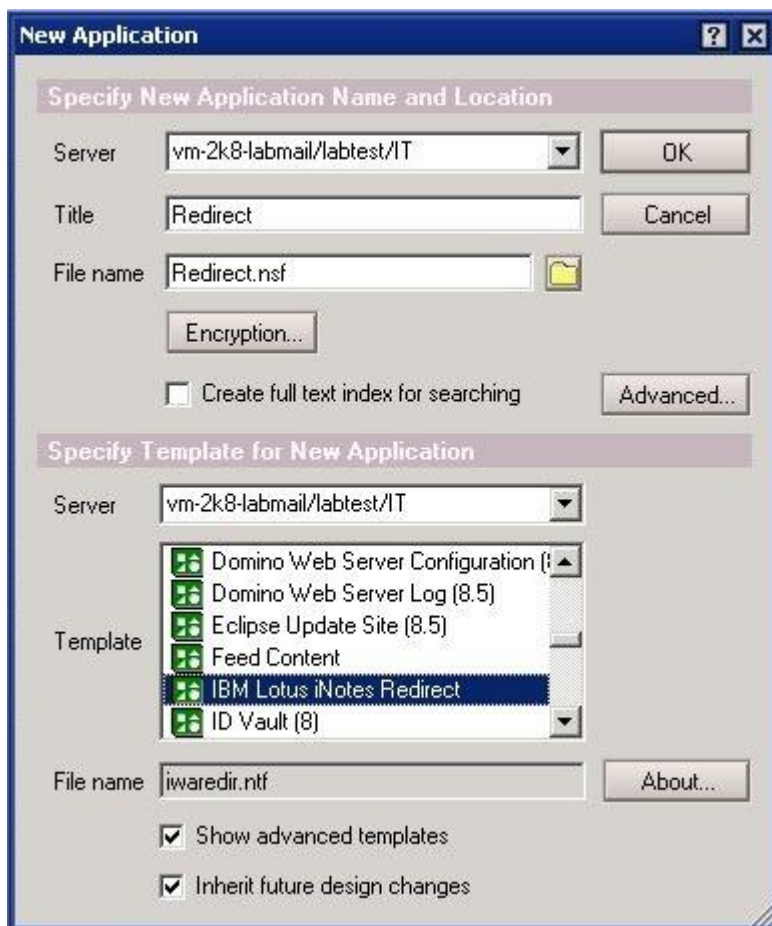 New Application
Specify New Application Name and Location
Server vm-2k8-labmail/labtest/IT OK
Title Redirect Cancel
File name Redirect.nsf
Encryption...
Create full text index for searching Advanced...
Specify Template for New Application
Server vm-2k8-labmail/labtest/IT
Domino Web Server Configuration (
Domino Web Server Log (8.5)
Eclipse Update Site (8.5)
Template
Feed Content
IBM Lotus iNotes Redirect
ID Vault (8)
File name iwaredir.ntf About...
Show advanced templates
Inherit future design changes